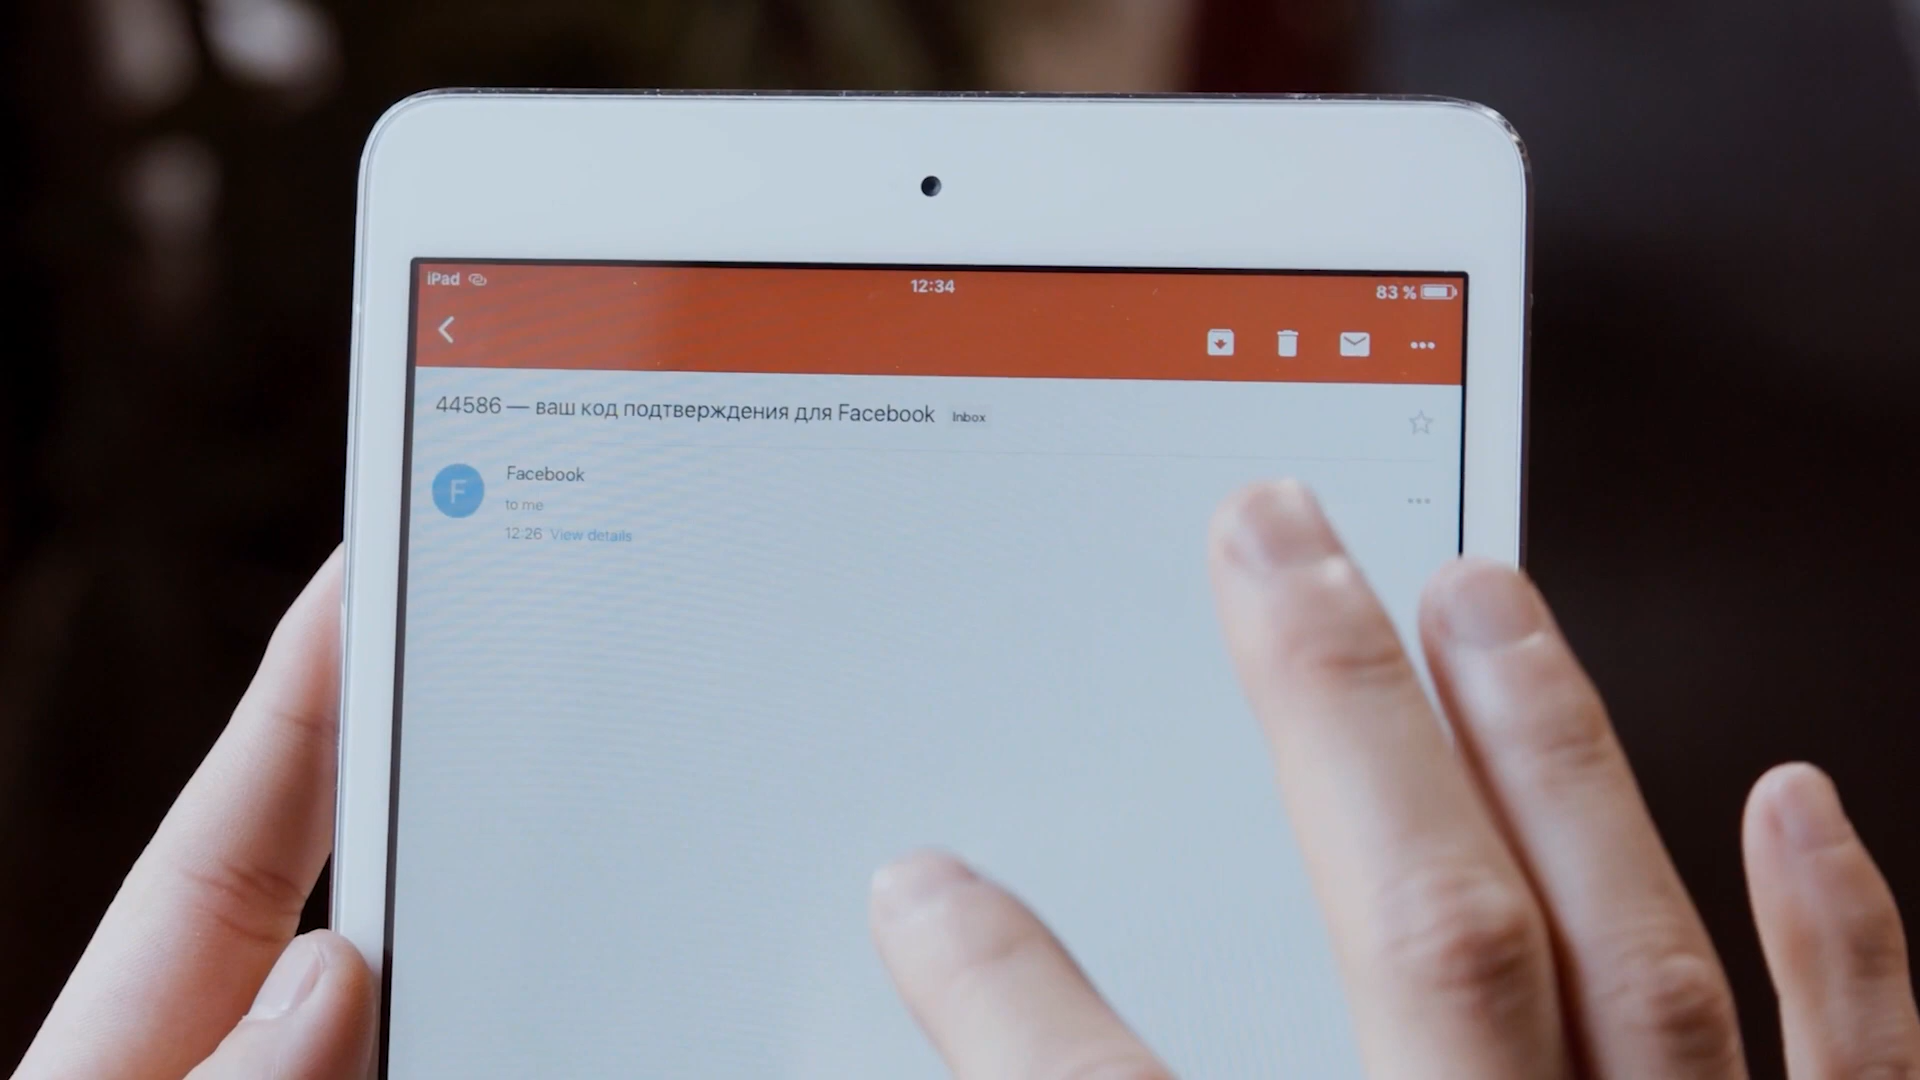 iPad 12:34 83 %
44586 — ваш код подтверждения для Facebook Inbox
F
Facebook
to me
12:26 View details